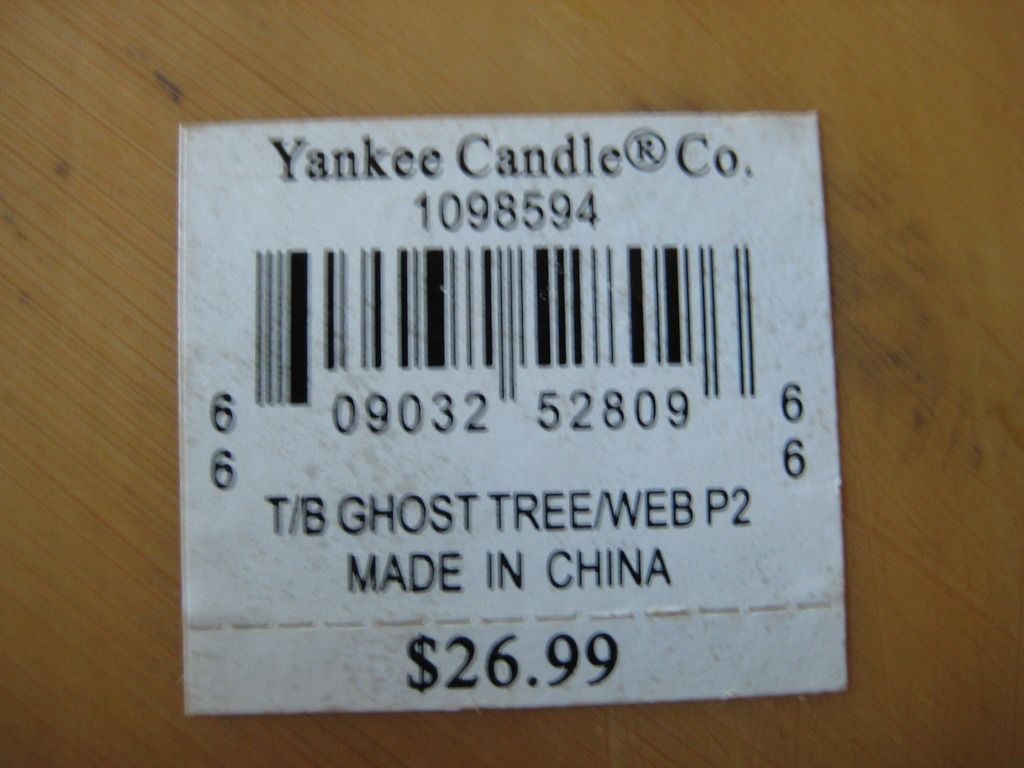 Yankee Candle® Co.
1098594
6 09032 52809 6
6 6
T/B GHOST TREE/WEB P2
MADE IN CHINA
$26.99